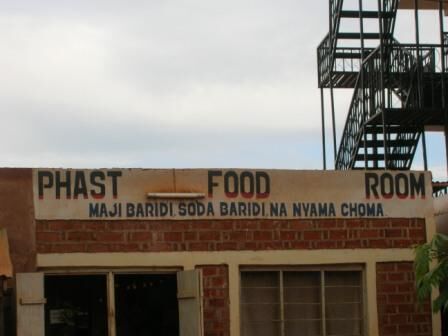 PHAST FOOD ROOM
MAJI BARIDI, SODA BARIDI, NA NYAMA CHOMA.